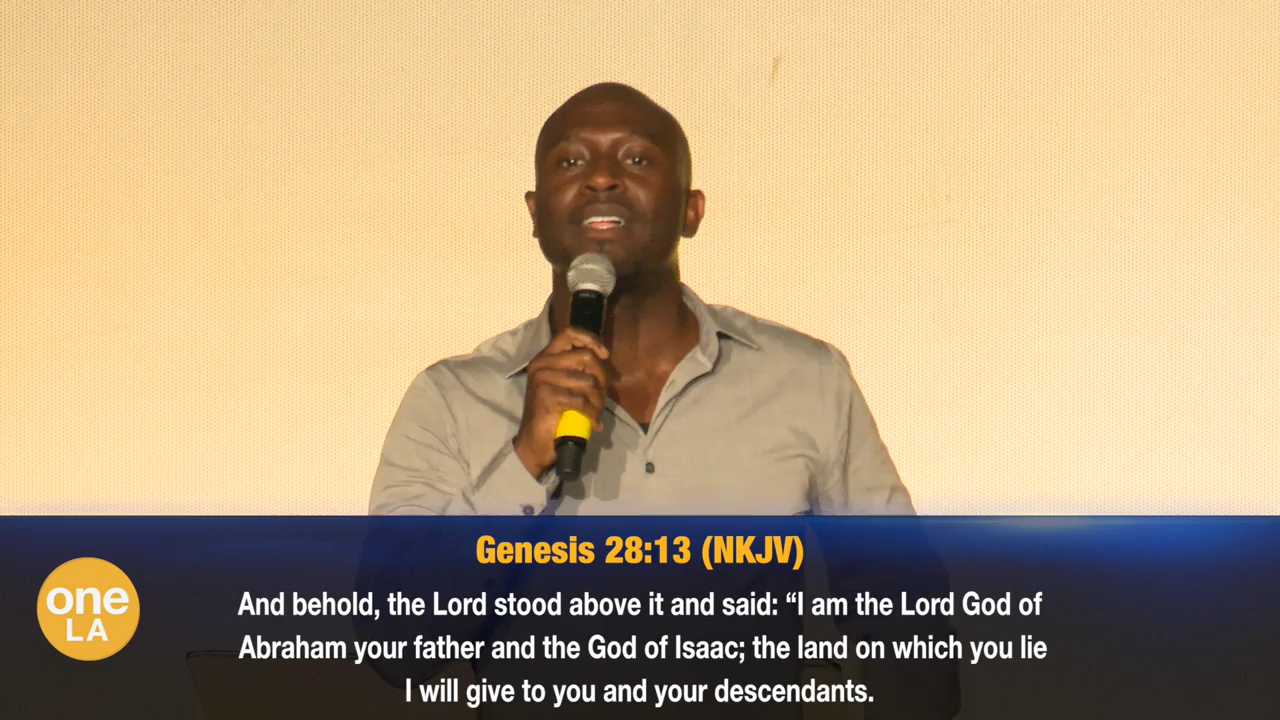 Genesis 28:13 (NKJV)
one
LA
And behold, the Lord stood above it and said: “I am the Lord God of
Abraham your father and the God of Isaac; the land on which you lie
I will give to you and your descendants.